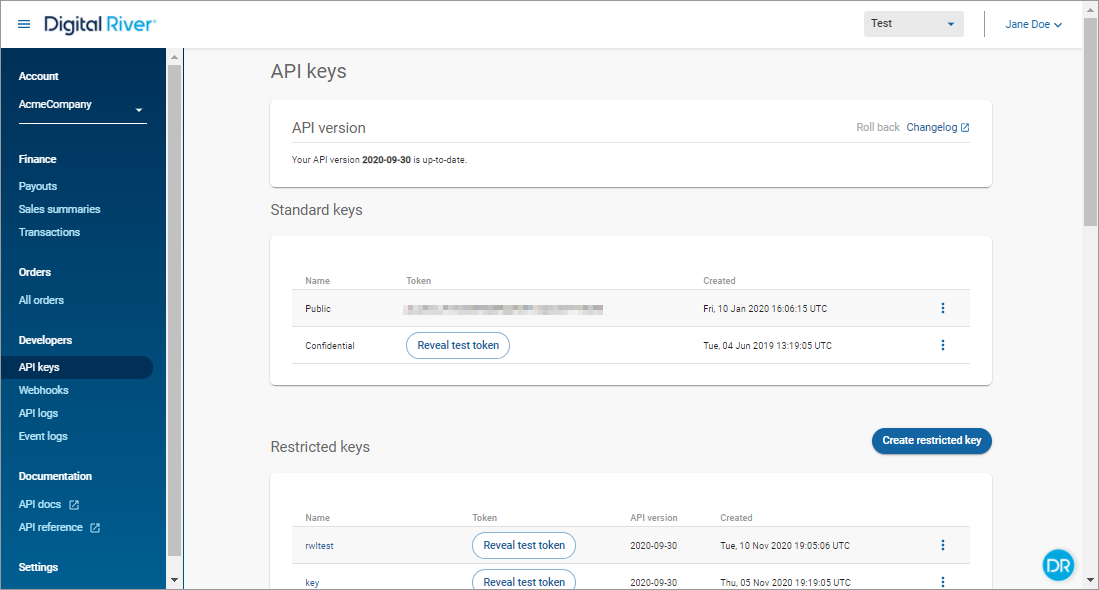 Digital River
Test
Jane Doe
Account
AcmeCompany
Finance
Payouts
Sales summaries
Transactions
Orders
All orders
Developers
API keys
Webhooks
API logs
Event logs
Documentation
API docs
API reference
Settings
API keys
API version
Roll back Changelog
Your API version 2020-09-30 is up-to-date.
Standard keys
Name Token Created
Public Fri, 10 Jan 2020 16:06:15 UTC
Confidential Reveal test token Tue, 04 Jun 2019 13:19:05 UTC
Restricted keys
Create restricted key
Name Token API version Created
rwltest Reveal test token 2020-09-30 Tue, 10 Nov 2020 19:05:06 UTC
key Reveal test token 2020-09-30 Thu, 05 Nov 2020 19:19:05 UTC
DR